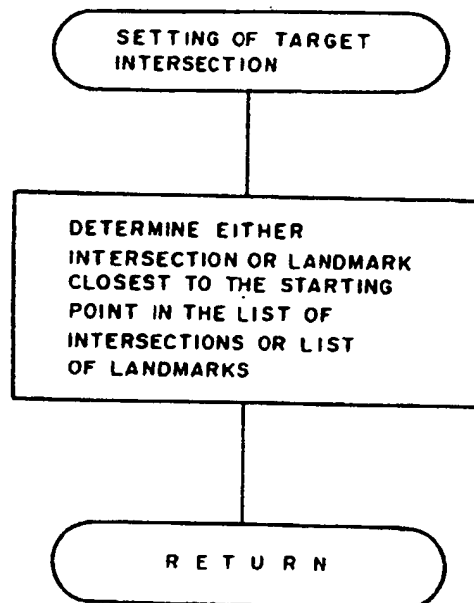 SETTING OF TARGET
INTERSECTION
DETERMINE EITHER
INTERSECTION OR LANDMARK
CLOSEST TO THE STARTING
POINT IN THE LIST OF
INTERSECTIONS OR LIST
OF LANDMARKS
RETURN